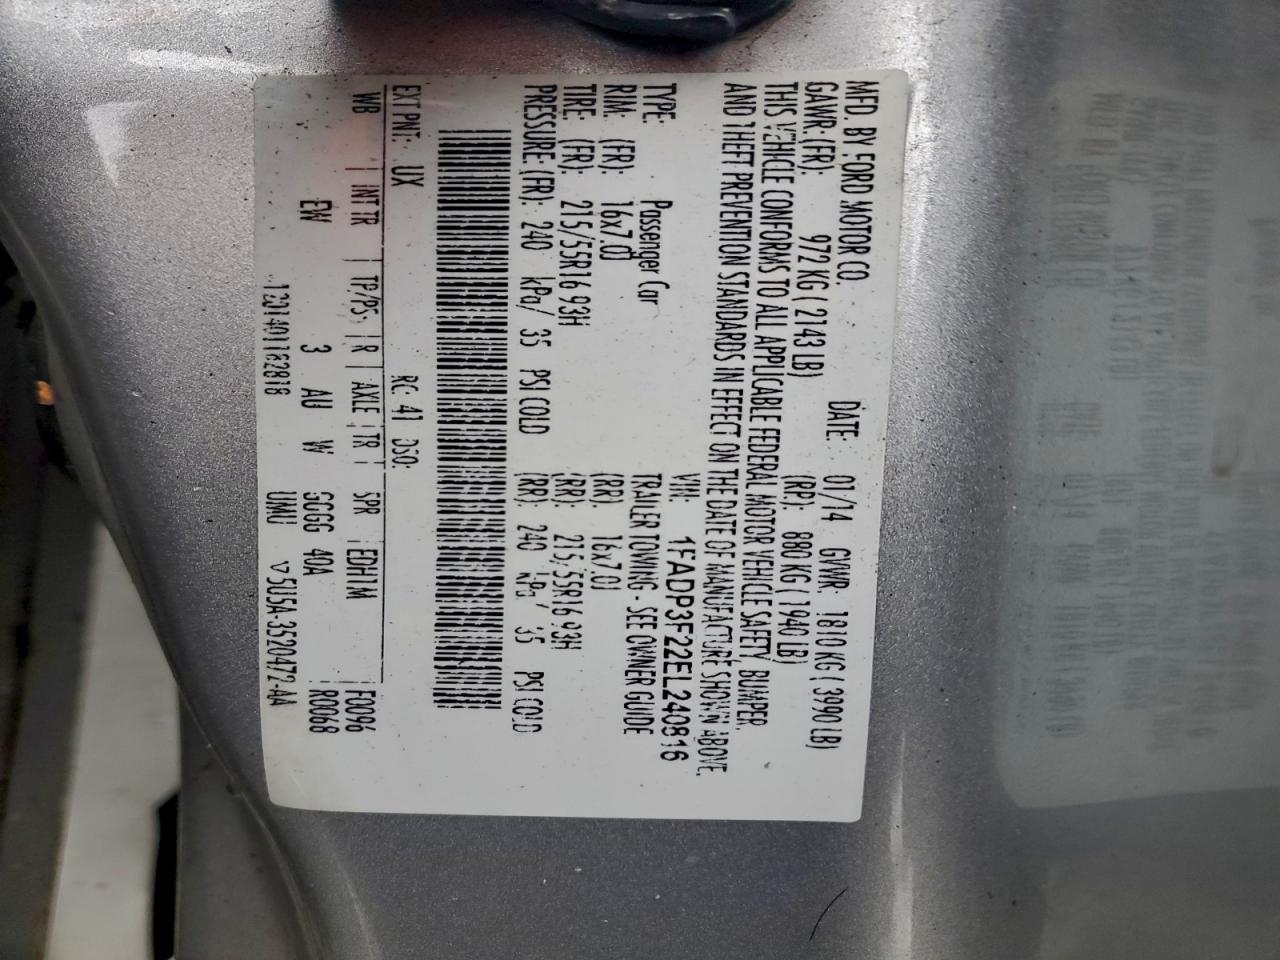 MFD. BY FORD MOTOR CO.
DATE: 01/14 GVWR: 1810 KG ( 3990 LB)
GAWR: (FR): 972 KG ( 2143 LB) (RP): 880 KG ( 1940 LB)
THIS VEHICLE CONFORMS TO ALL APPLICABLE FEDERAL MOTOR VEHICLE SAFETY, BUMPER,
AND THEFT PREVENTION STANDARDS IN EFFECT ON THE DATE OF MANUFACTURE SHOWN ABOVE.
VIN: 1FADP3F22EL240816
TYPE: Passenger Car TRAILER TOWING - SEE OWNER GUIDE
RIM: (FR): 16x7.0J (RR): 16x7.0J
TIRE: (FR): 215/55R16 93H (RR): 215/55R16 93H
PRESSURE: (FR): 240 kPa/ 35 PSI COLD (RR): 240 kPa/ 35 PSI COLD
EXT PNT: UX RC: 41 DSO:
WB | INT TR | TP/PS | R | AXLE | TR | SPR | EDH1M F0096
EW 3 AU W GGGG 40A R0068
1201401182818 UMU ▽5U5A-3520472-AA